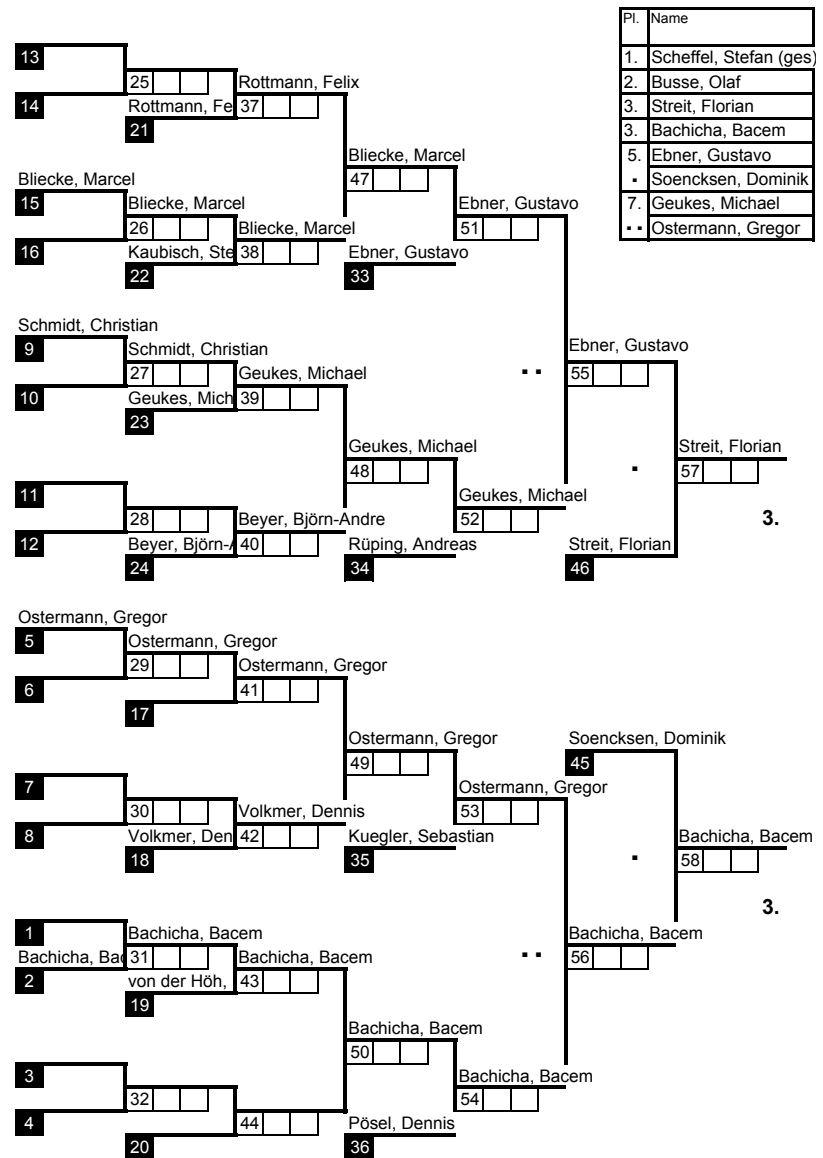 Pl. Name
1. Scheffel, Stefan (ges)
2. Busse, Olaf
3. Streit, Florian
3. Bachicha, Bacem
5. Ebner, Gustavo
. Soencksen, Dominik
7. Geukes, Michael
. . Ostermann, Gregor
13
25 Rottmann, Felix
14 Rottmann, Fe 37
21
Bliecke, Marcel
Bliecke, Marcel 47
15 Bliecke, Marcel Ebner, Gustavo
26 Bliecke, Marcel 51
16 Kaubisch, Ste 38 Ebner, Gustavo
22 33
Schmidt, Christian
9 Schmidt, Christian Ebner, Gustavo
27 Geukes, Michael . . 55
10 Geukes, Mich 39
23
Geukes, Michael Streit, Florian
48 . 57
11 Geukes, Michael
28 Beyer, Björn-Andre 52 3.
12 Beyer, Björn-A 40 Rüping, Andreas Streit, Florian
24 34 46
Ostermann, Gregor
5 Ostermann, Gregor
29 Ostermann, Gregor
6 41
17
Ostermann, Gregor Soencksen, Dominik
49 45
7 Ostermann, Gregor
30 Volkmer, Dennis 53
8 Volkmer, Den 42 Kuegler, Sebastian Bachicha, Bacem
18 35 . 58
3.
1 Bachicha, Bacem Bachicha, Bacem
Bachicha, Bac 31 Bachicha, Bacem . . 56
2 von der Höh, 43
19
Bachicha, Bacem
50
3 Bachicha, Bacem
32 54
4 44 Pösel, Dennis
20 36